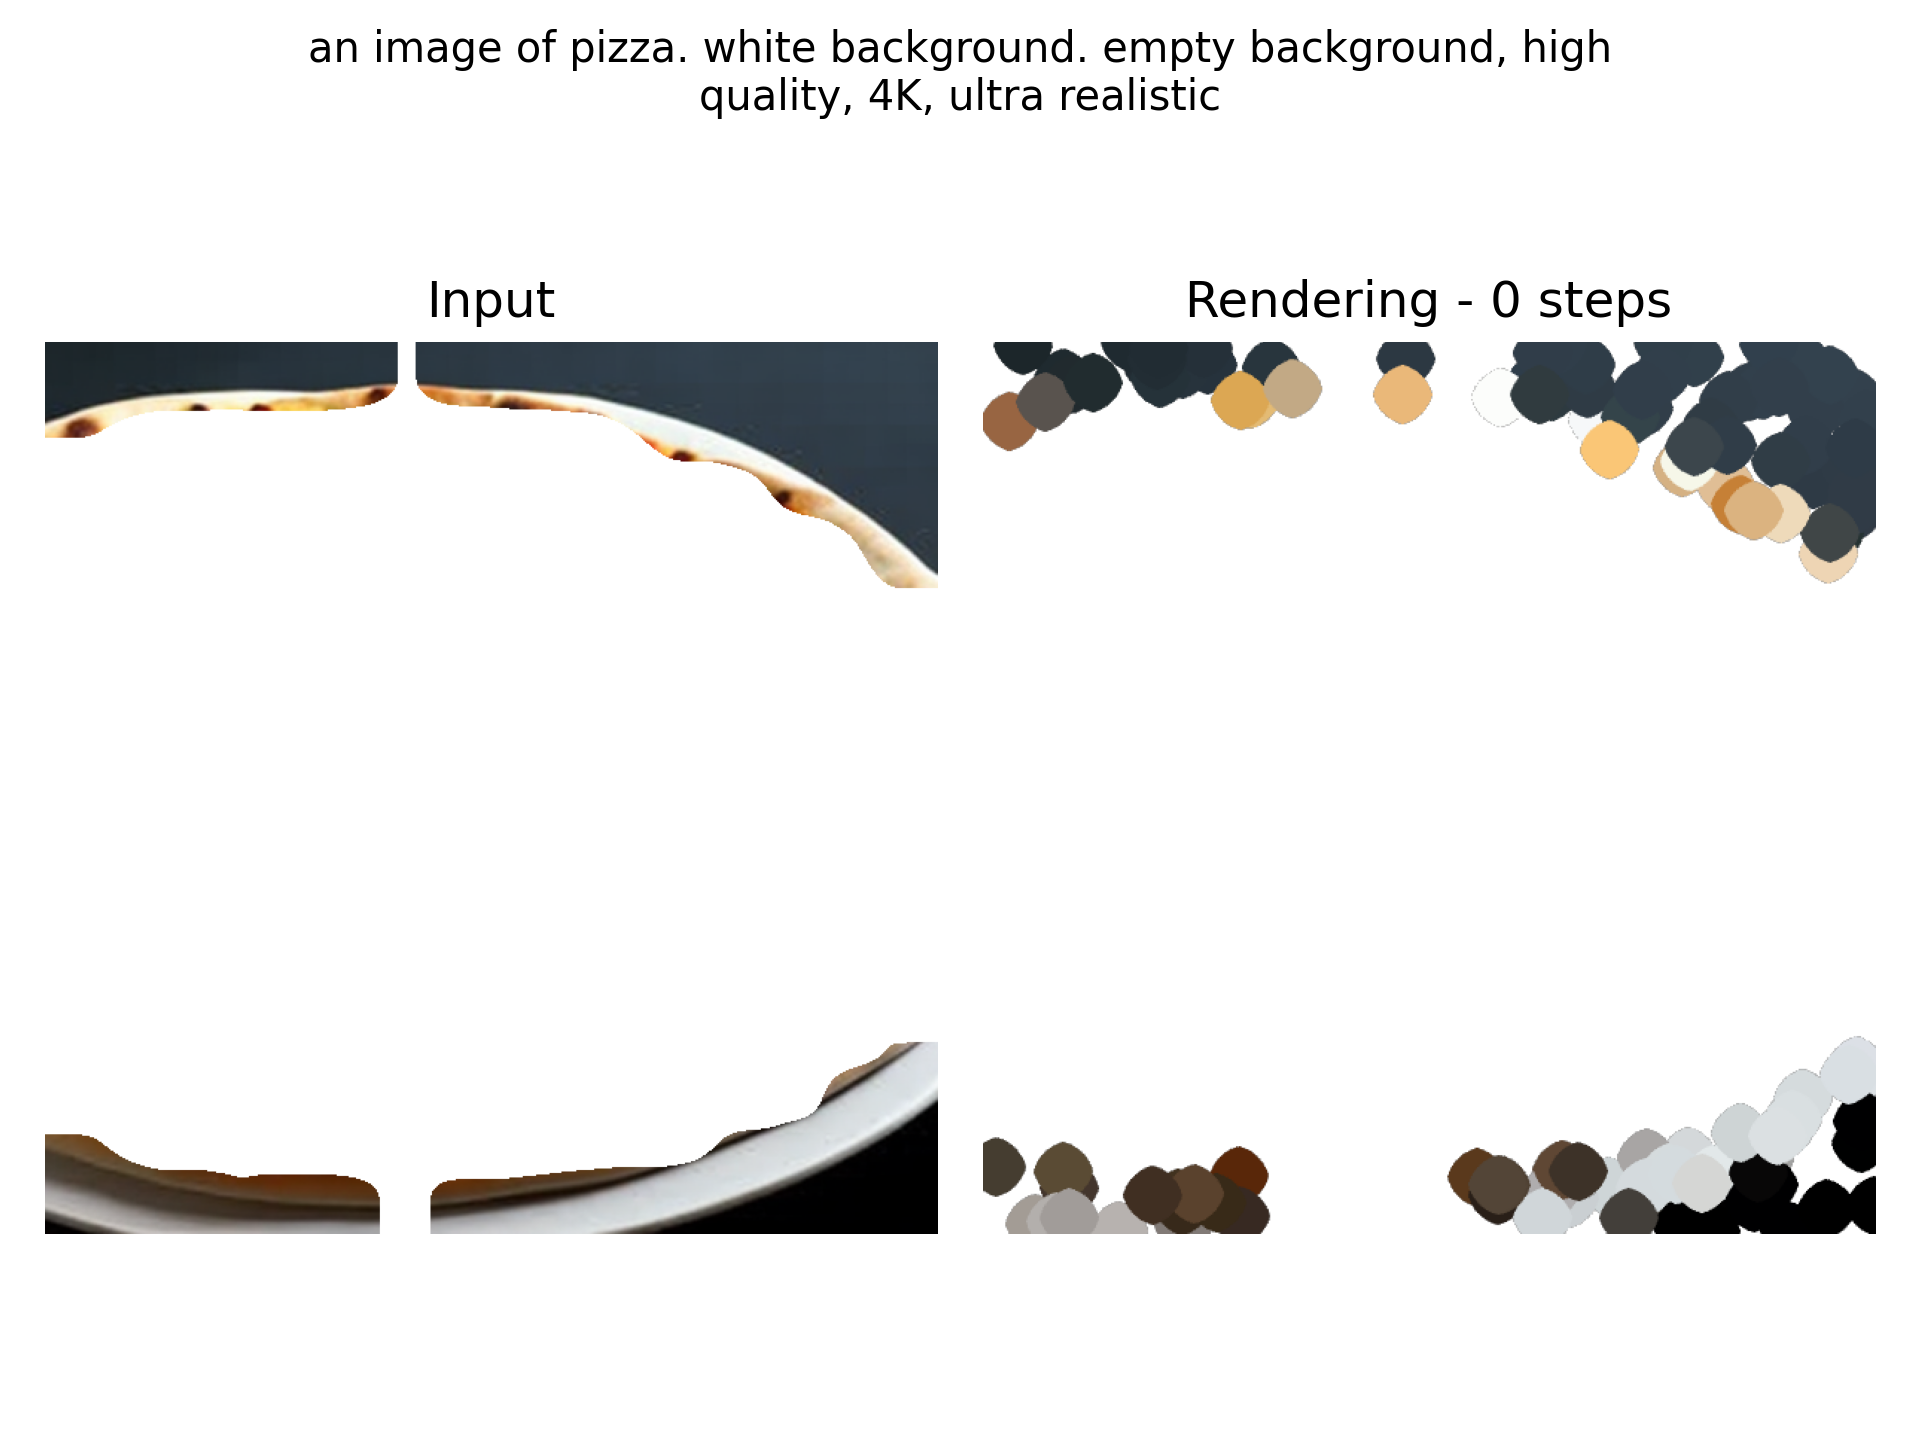 an image of pizza. white background. empty background, high
quality, 4K, ultra realistic
Input
Rendering - 0 steps